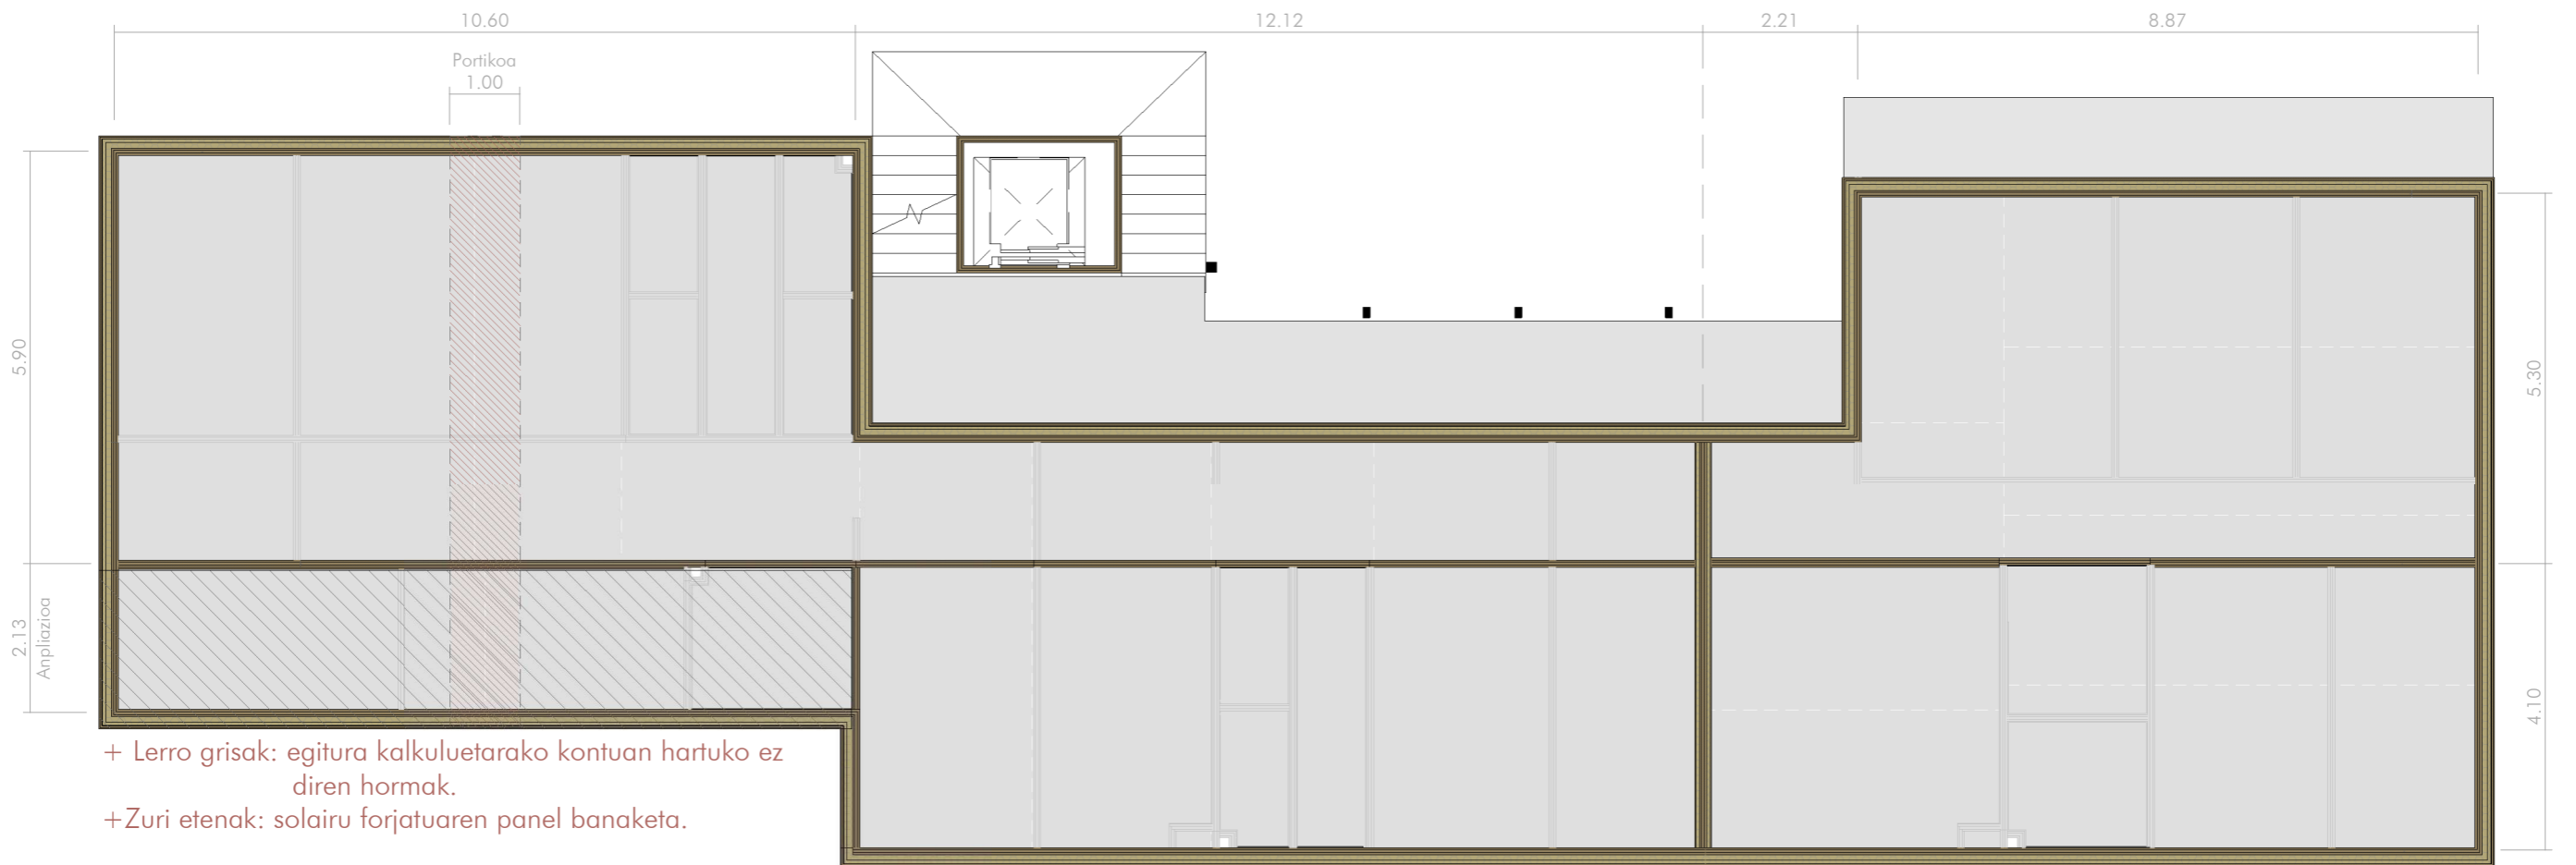 10.60
12.12
2.21
8.87
Portikoa
1.00
5.90
5.30
2.13
Anpliazioa
4.10
+ Lerro grisak: egitura kalkuluetarako kontuan hartuko ez
diren hormak.
+Zuri etenak: solairu forjatuaren panel banaketa.